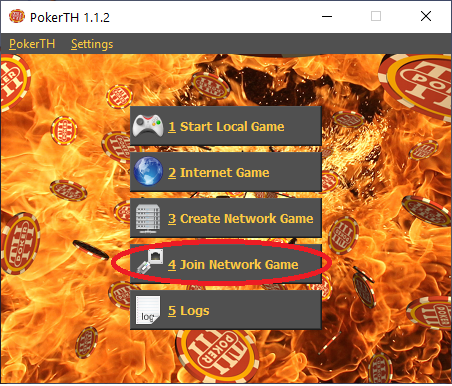 PokerTH 1.1.2
PokerTH Settings
1 Start Local Game
2 Internet Game
3 Create Network Game
4 Join Network Game
log
5 Logs